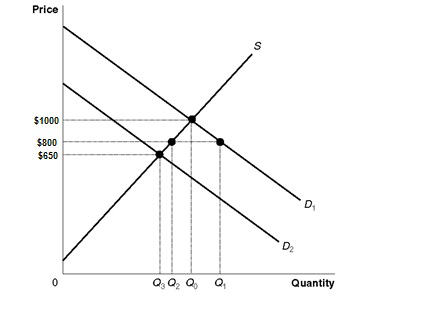 Price
S
$1000
$800
$650
D1
D2
0
Q3 Q2 Q0 Q1
Quantity